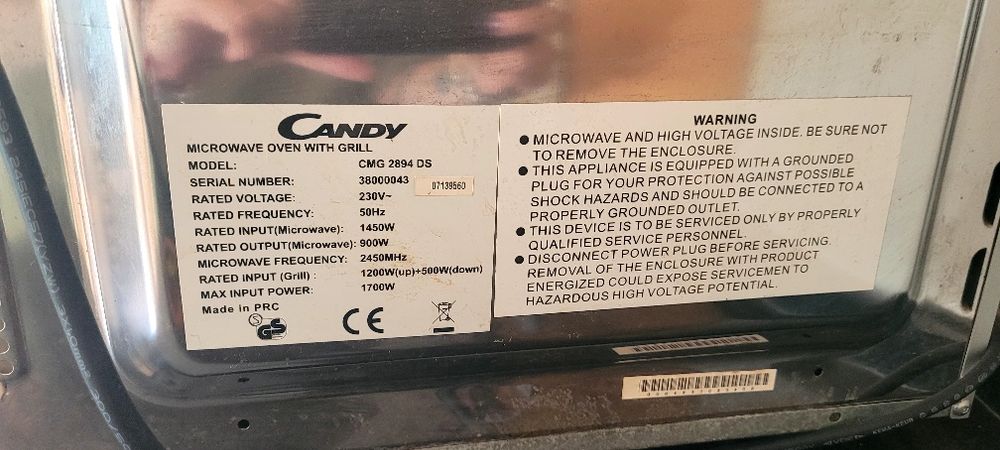 CANDY
MICROWAVE OVEN WITH GRILL
MODEL: CMG 2894 DS
SERIAL NUMBER: 38000043 07139560
RATED VOLTAGE: 230V~
RATED FREQUENCY: 50Hz
RATED INPUT(Microwave): 1450W
RATED OUTPUT(Microwave): 900W
MICROWAVE FREQUENCY: 2450MHz
RATED INPUT (Grill) : 1200W(up)+500W(down)
MAX INPUT POWER: 1700W
Made in PRC
S GS
CE
WARNING
● MICROWAVE AND HIGH VOLTAGE INSIDE. BE SURE NOT
TO REMOVE THE ENCLOSURE.
● THIS APPLIANCE IS EQUIPPED WITH A GROUNDED
PLUG FOR YOUR PROTECTION AGAINST POSSIBLE
SHOCK HAZARDS AND SHOULD BE CONNECTED TO A
PROPERLY GROUNDED OUTLET.
● THIS DEVICE IS TO BE SERVICED ONLY BY PROPERLY
QUALIFIED SERVICE PERSONNEL.
● DISCONNECT POWER PLUG BEFORE SERVICING.
REMOVAL OF THE ENCLOSURE WITH PRODUCT
ENERGIZED COULD EXPOSE SERVICEMEN TO
HAZARDOUS HIGH VOLTAGE POTENTIAL.
KEMA-KEUR